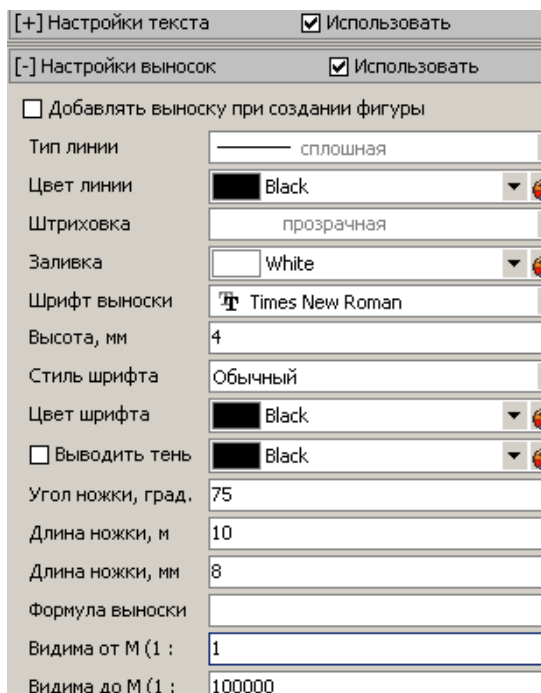 [+] Настройки текста Использовать
[-] Настройки выносок Использовать
Добавлять выноску при создании фигуры
Тип линии сплошная
Цвет линии Black
Штриховка прозрачная
Заливка White
Шрифт выноски Times New Roman
Высота, мм 4
Стиль шрифта Обычный
Цвет шрифта Black
Выводить тень Black
Угол ножки, град. 75
Длина ножки, м 10
Длина ножки, мм 8
Формула выноски
Видима от М (1 : 1
Видима до М (1 : 100000